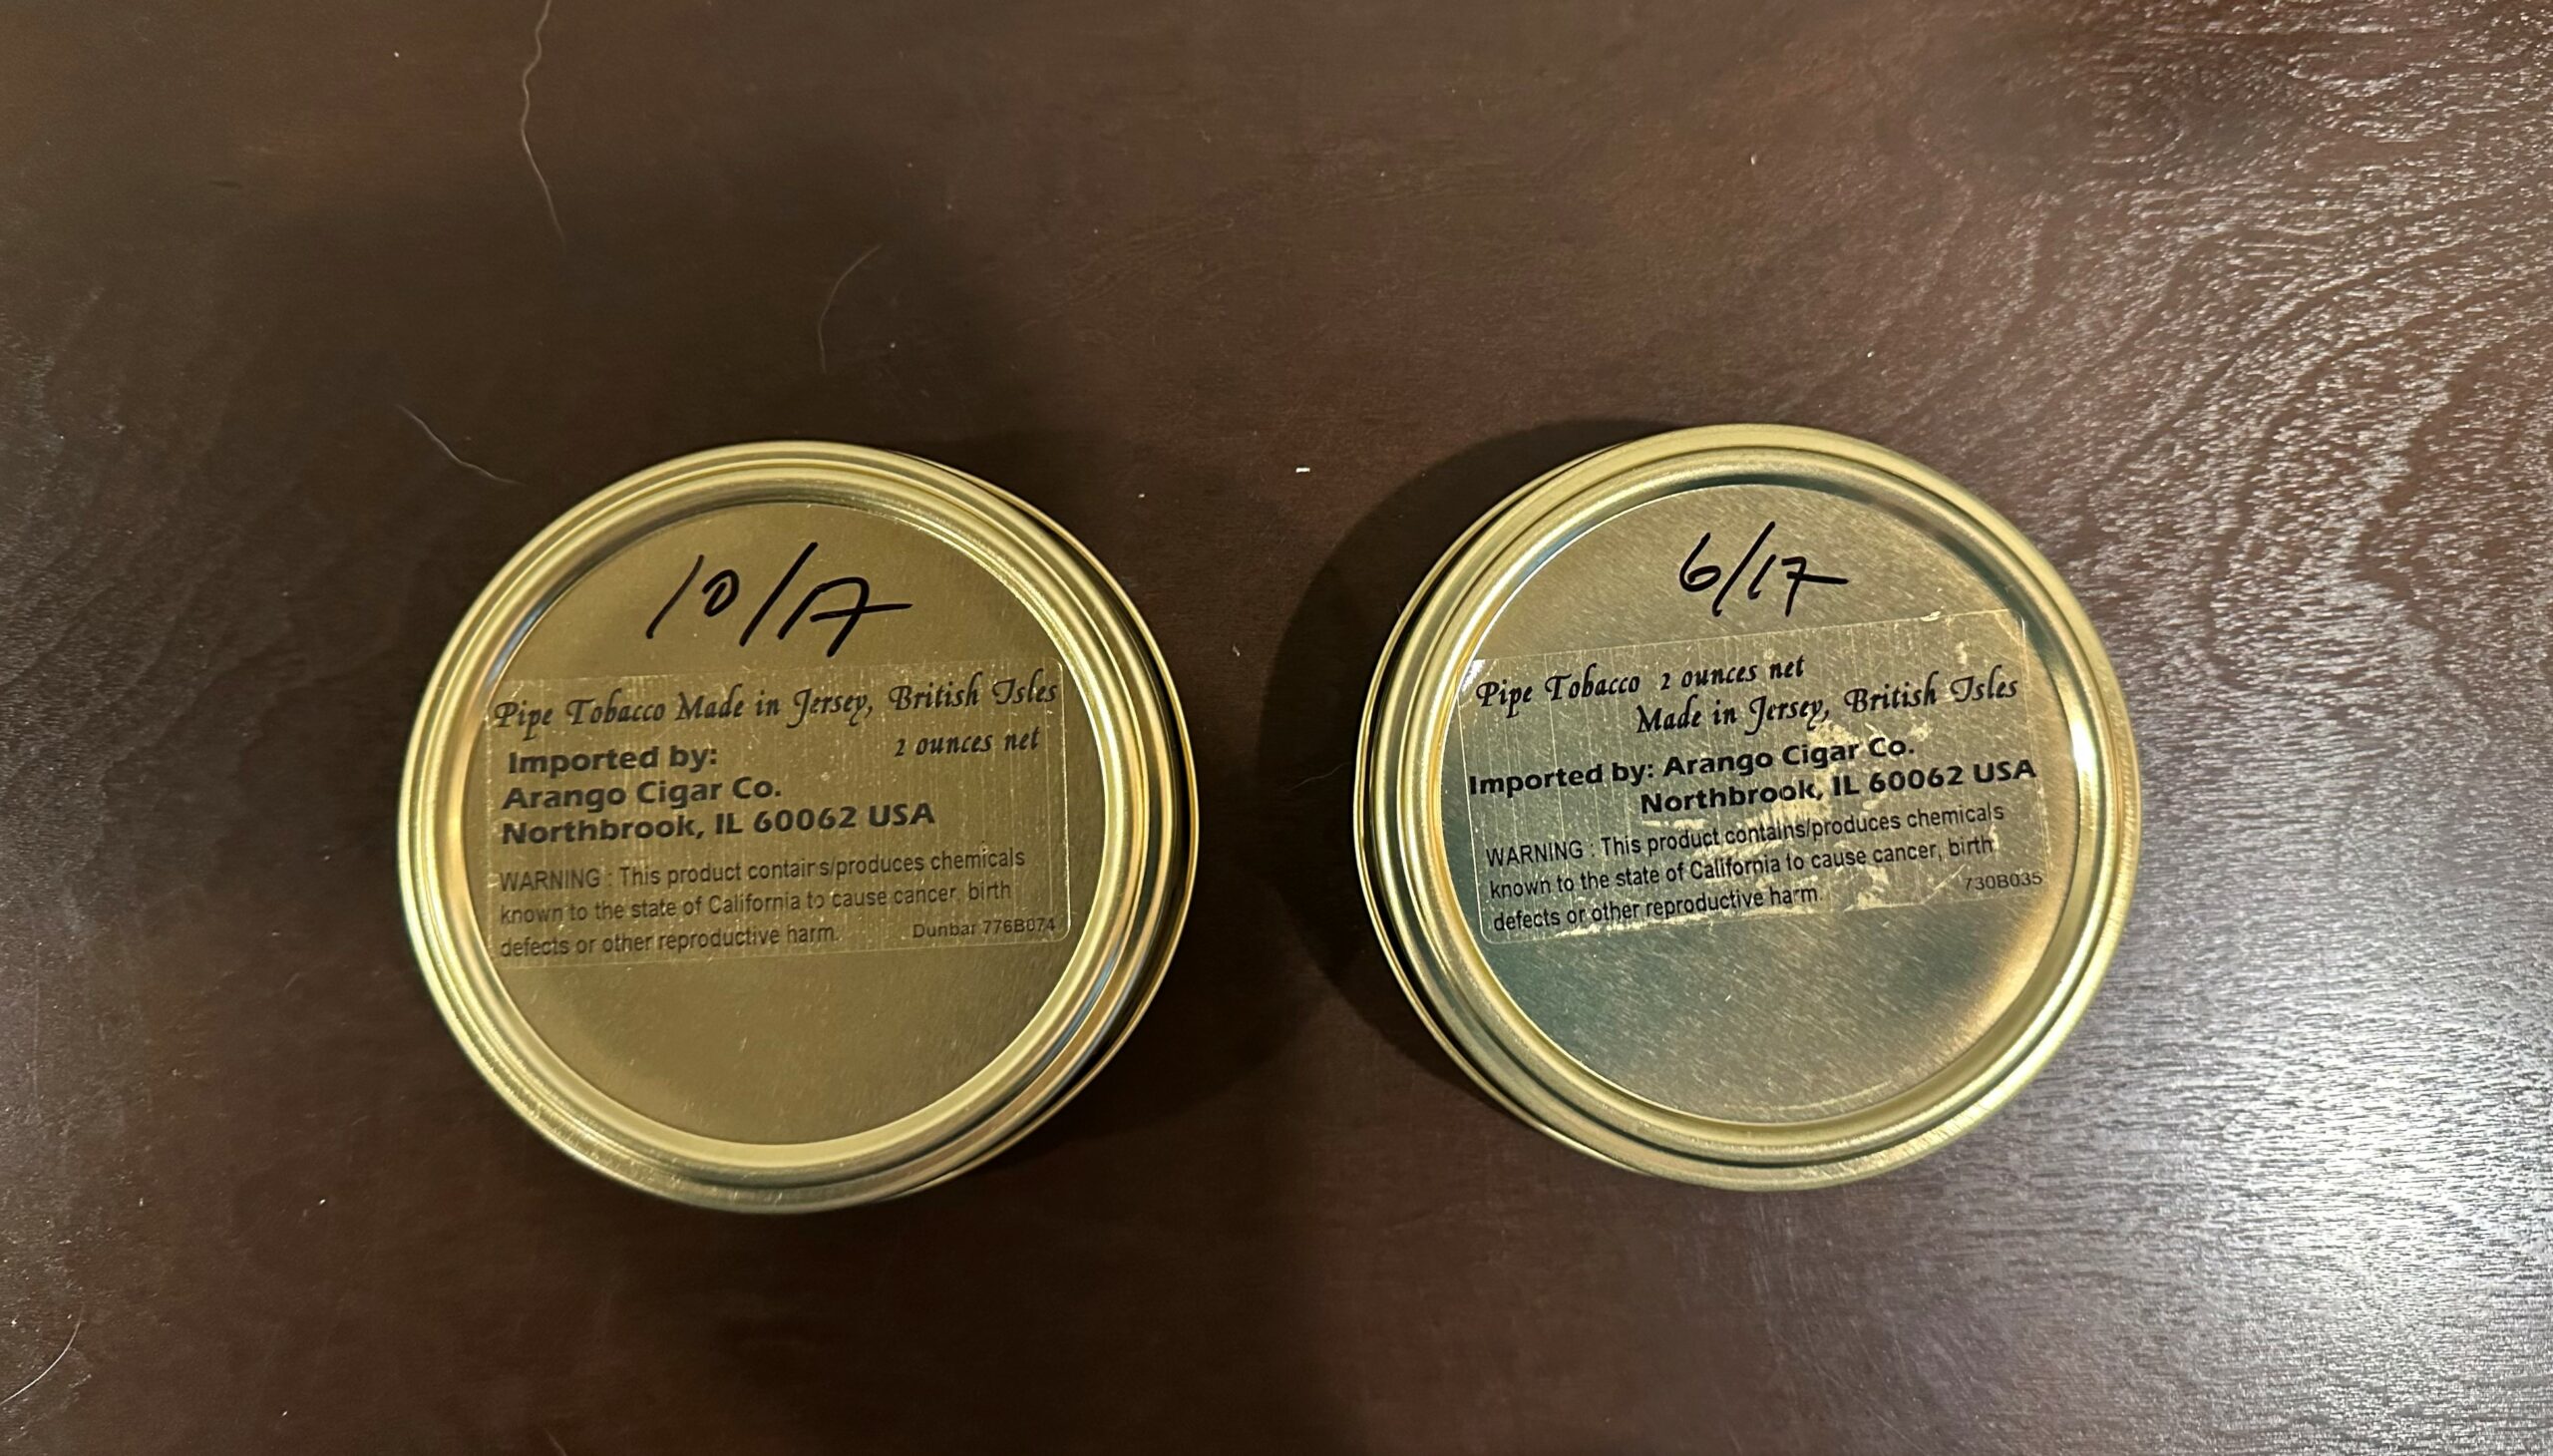 10/17
Pipe Tobacco Made in Jersey, British Isles
2 ounces net
Imported by:
Arango Cigar Co.
Northbrook, IL 60062 USA
WARNING : This product contains/produces chemicals
known to the state of California to cause cancer, birth
defects or other reproductive harm.
Dunbar 776B074
6/17
Pipe Tobacco 2 ounces net
Made in Jersey, British Isles
Imported by: Arango Cigar Co.
Northbrook, IL 60062 USA
WARNING : This product contains/produces chemicals
known to the state of California to cause cancer, birth
defects or other reproductive harm.
730B035